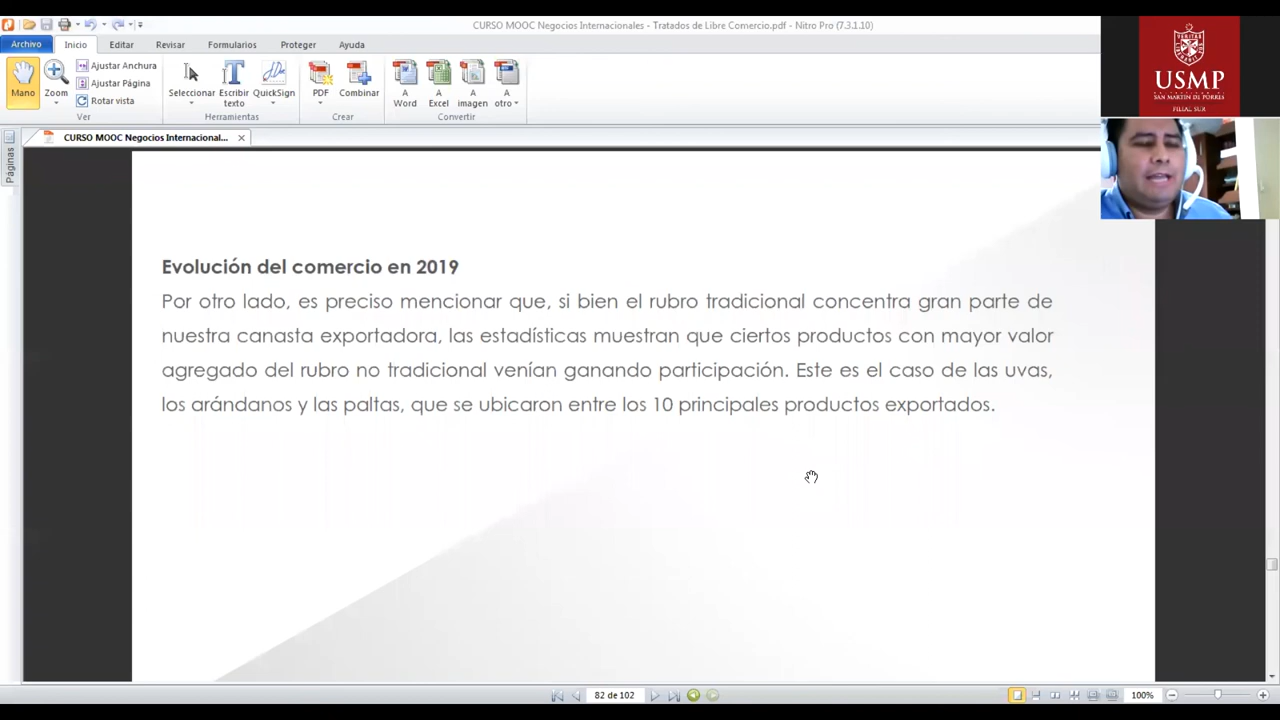 CURSO MOOC Negocios Internacionales - Tratados de Libre Comercio.pdf - Nitro Pro (7.3.1.10)
Archivo Inicio Editar Revisar Formularios Proteger Ayuda
Mano
Zoom
Ajustar Anchura
Ajustar Página
Rotar vista
Ver
Seleccionar
Escribir texto
QuickSign
Herramientas
PDF
Combinar
Crear
A Word
A Excel
A imagen
A otro
Convertir
USMP
SAN MARTIN DE PORRES
FILIAL SUR
CURSO MOOC Negocios Internacional...
Páginas
Evolución del comercio en 2019
Por otro lado, es preciso mencionar que, si bien el rubro tradicional concentra gran parte de
nuestra canasta exportadora, las estadísticas muestran que ciertos productos con mayor valor
agregado del rubro no tradicional venían ganando participación. Este es el caso de las uvas,
los arándanos y las paltas, que se ubicaron entre los 10 principales productos exportados.
82 de 102
100%